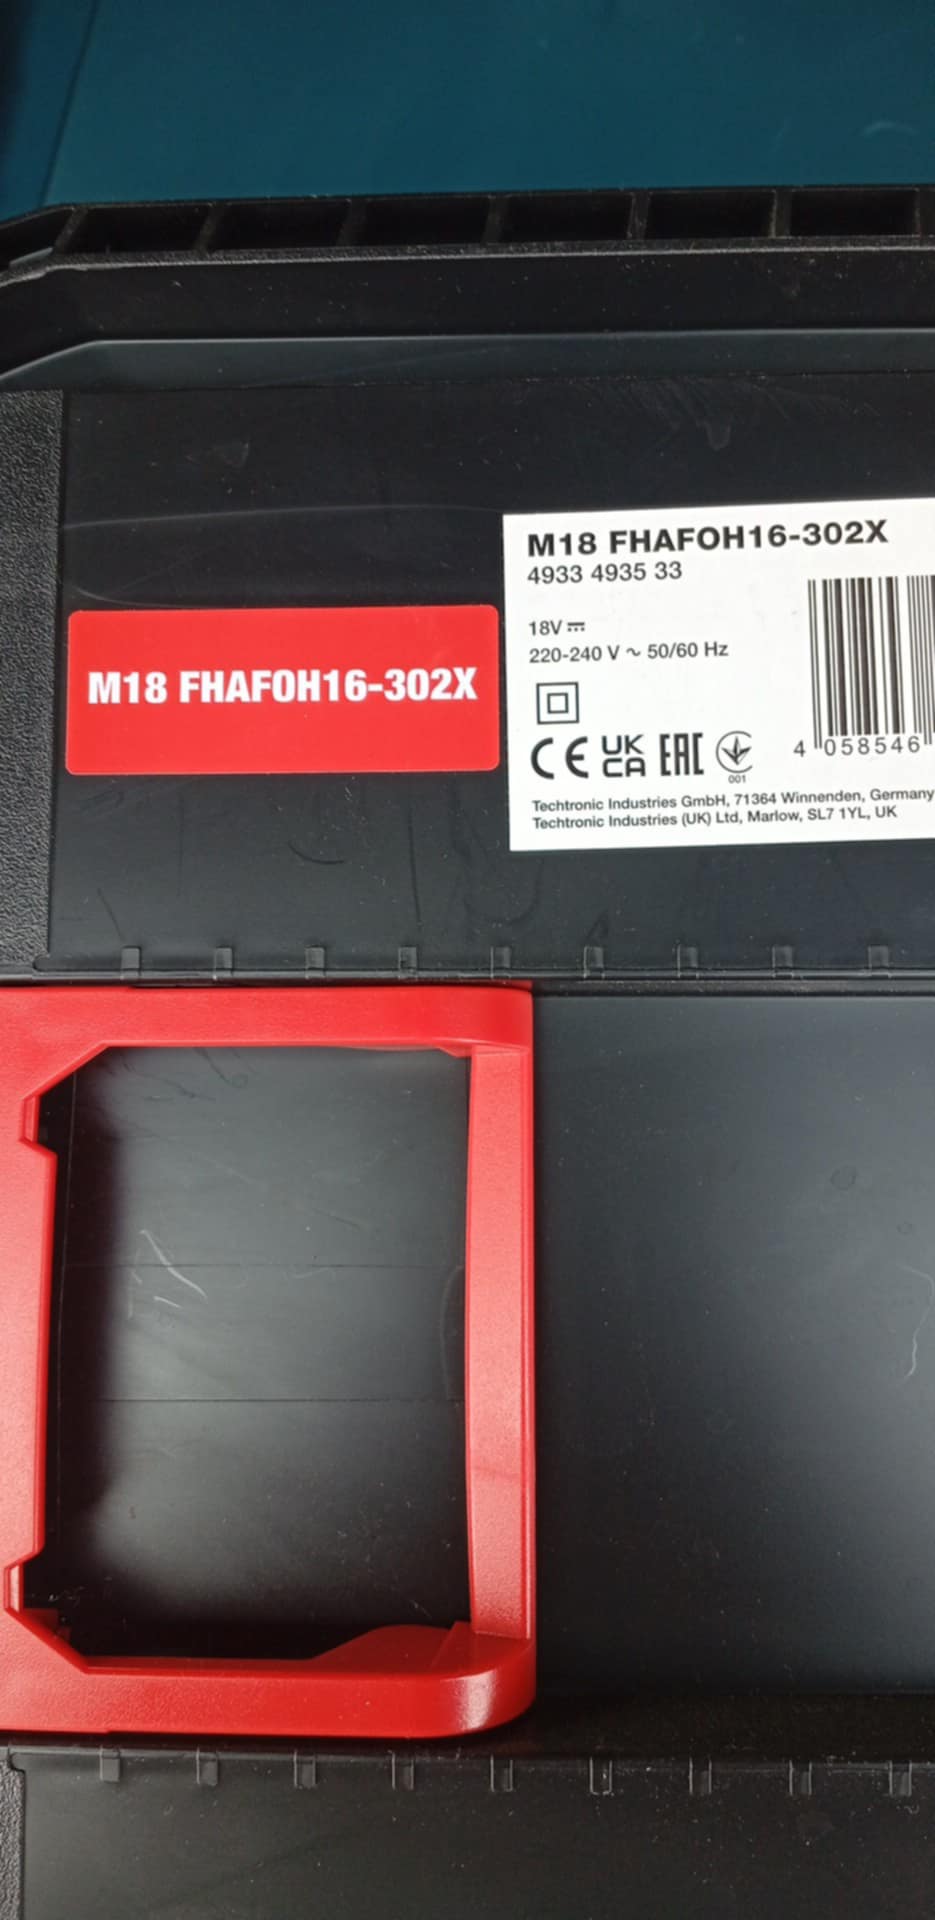 M18 FHAFOH16-302X
M18 FHAFOH16-302X
4933 4935 33
18V ⎓
220-240 V ~ 50/60 Hz
CE UK CA EAC
001
4 058546
Techtronic Industries GmbH, 71364 Winnenden, Germany
Techtronic Industries (UK) Ltd, Marlow, SL7 1YL, UK